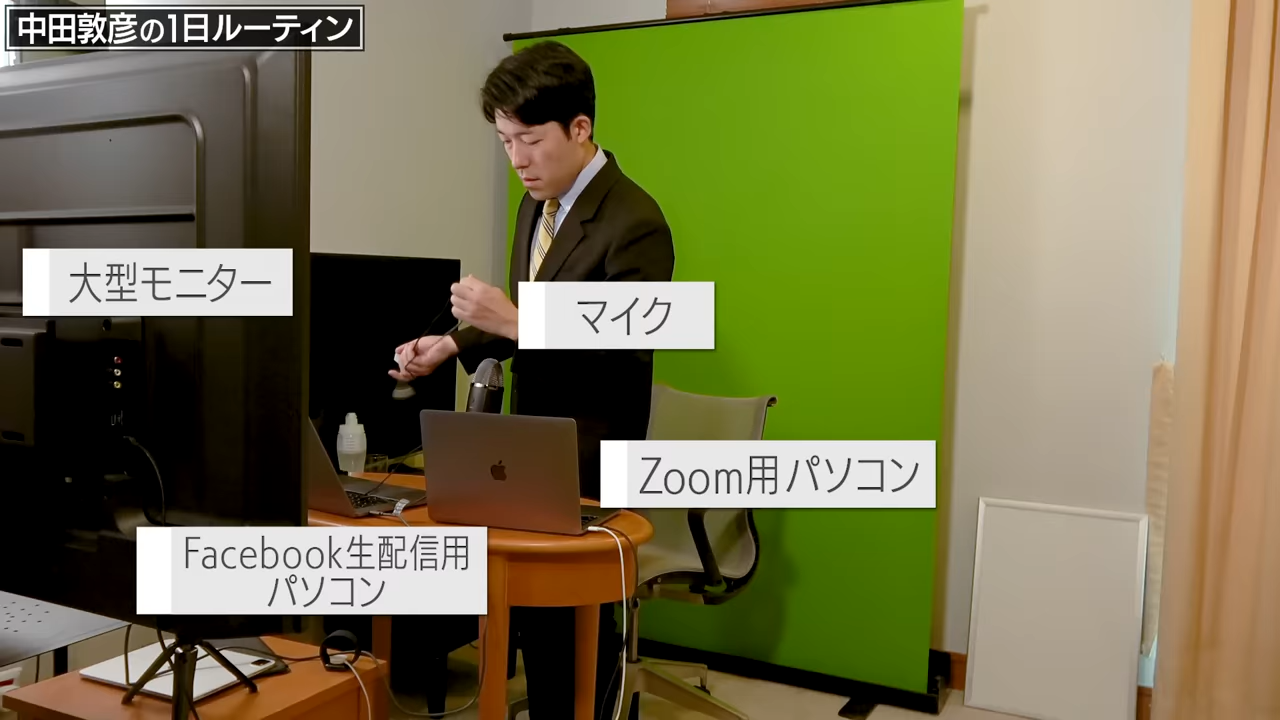 中田敦彦の1日ルーティン
大型モニター
マイク
Zoom用パソコン
Facebook生配信用
パソコン